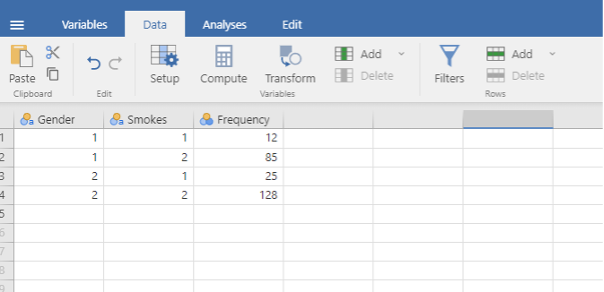 Variables Data Analyses Edit
Paste Setup Compute Transform Add Delete Filters Add Delete
Clipboard Edit Variables Rows
Gender Smokes Frequency
1 1 1 12
2 1 2 85
3 2 1 25
4 2 2 128
5
6
7
8
9